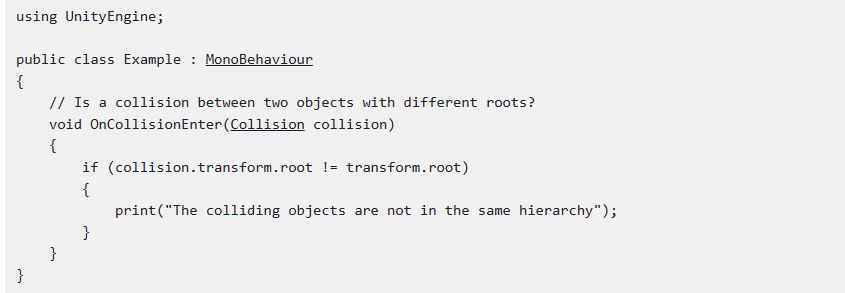 using UnityEngine;

public class Example : MonoBehaviour
{
    // Is a collision between two objects with different roots?
    void OnCollisionEnter(Collision collision)
    {
        if (collision.transform.root != transform.root)
        {
            print("The colliding objects are not in the same hierarchy");
        }
    }
}